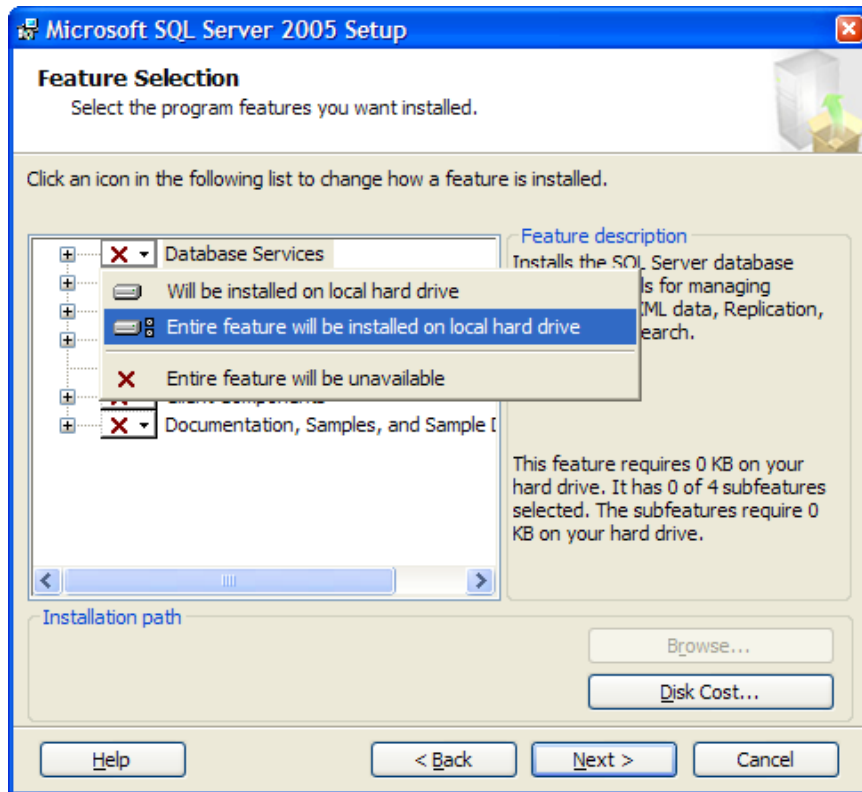 Microsoft SQL Server 2005 Setup
Feature Selection
Select the program features you want installed.
Click an icon in the following list to change how a feature is installed.
Database Services
Will be installed on local hard drive
Entire feature will be installed on local hard drive
Entire feature will be unavailable
Documentation, Samples, and Sample
Feature description
Installs the SQL Server database
for managing
data, Replication,
This feature requires 0 KB on your
hard drive. It has 0 of 4 subfeatures
selected. The subfeatures require 0
KB on your hard drive.
Installation path
Browse...
Disk Cost...
Help
< Back
Next >
Cancel